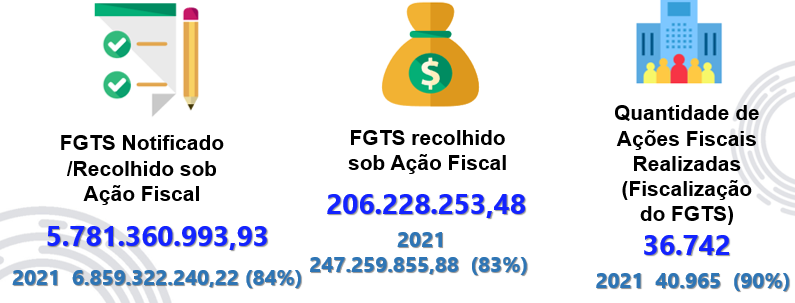 FGTS Notificado
/Recolhido sob
Ação Fiscal
5.781.360.993,93
2021 6.859.322.240,22 (84%)
$
FGTS recolhido
sob Ação Fiscal
206.228.253,48
2021
247.259.855,88 (83%)
Quantidade de
Ações Fiscais
Realizadas
(Fiscalização
do FGTS)
36.742
2021 40.965 (90%)